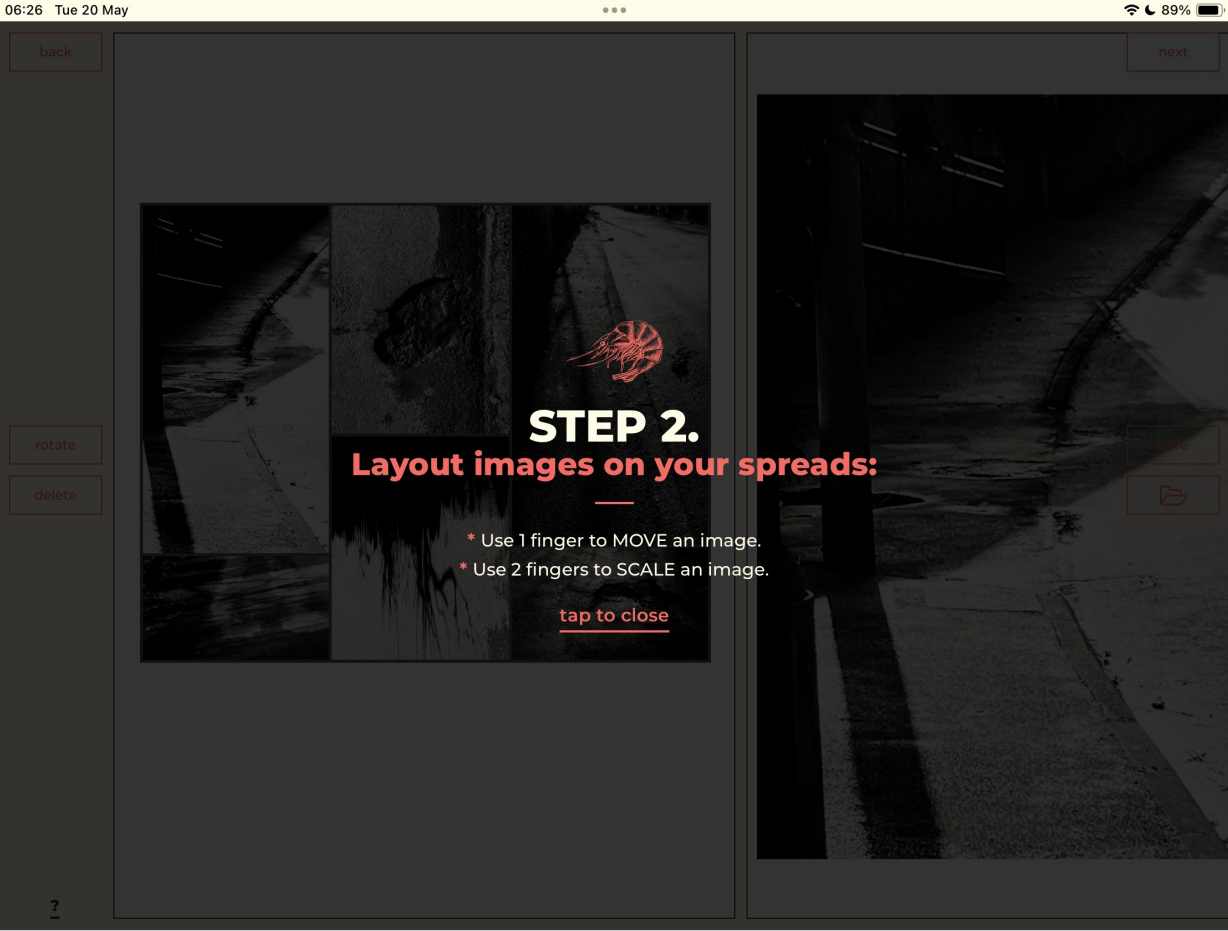 06:26 Tue 20 May
89%
back
next
STEP 2.
Layout images on your spreads:
rotate
delete
* Use 1 finger to MOVE an image.
* Use 2 fingers to SCALE an image.
tap to close
?